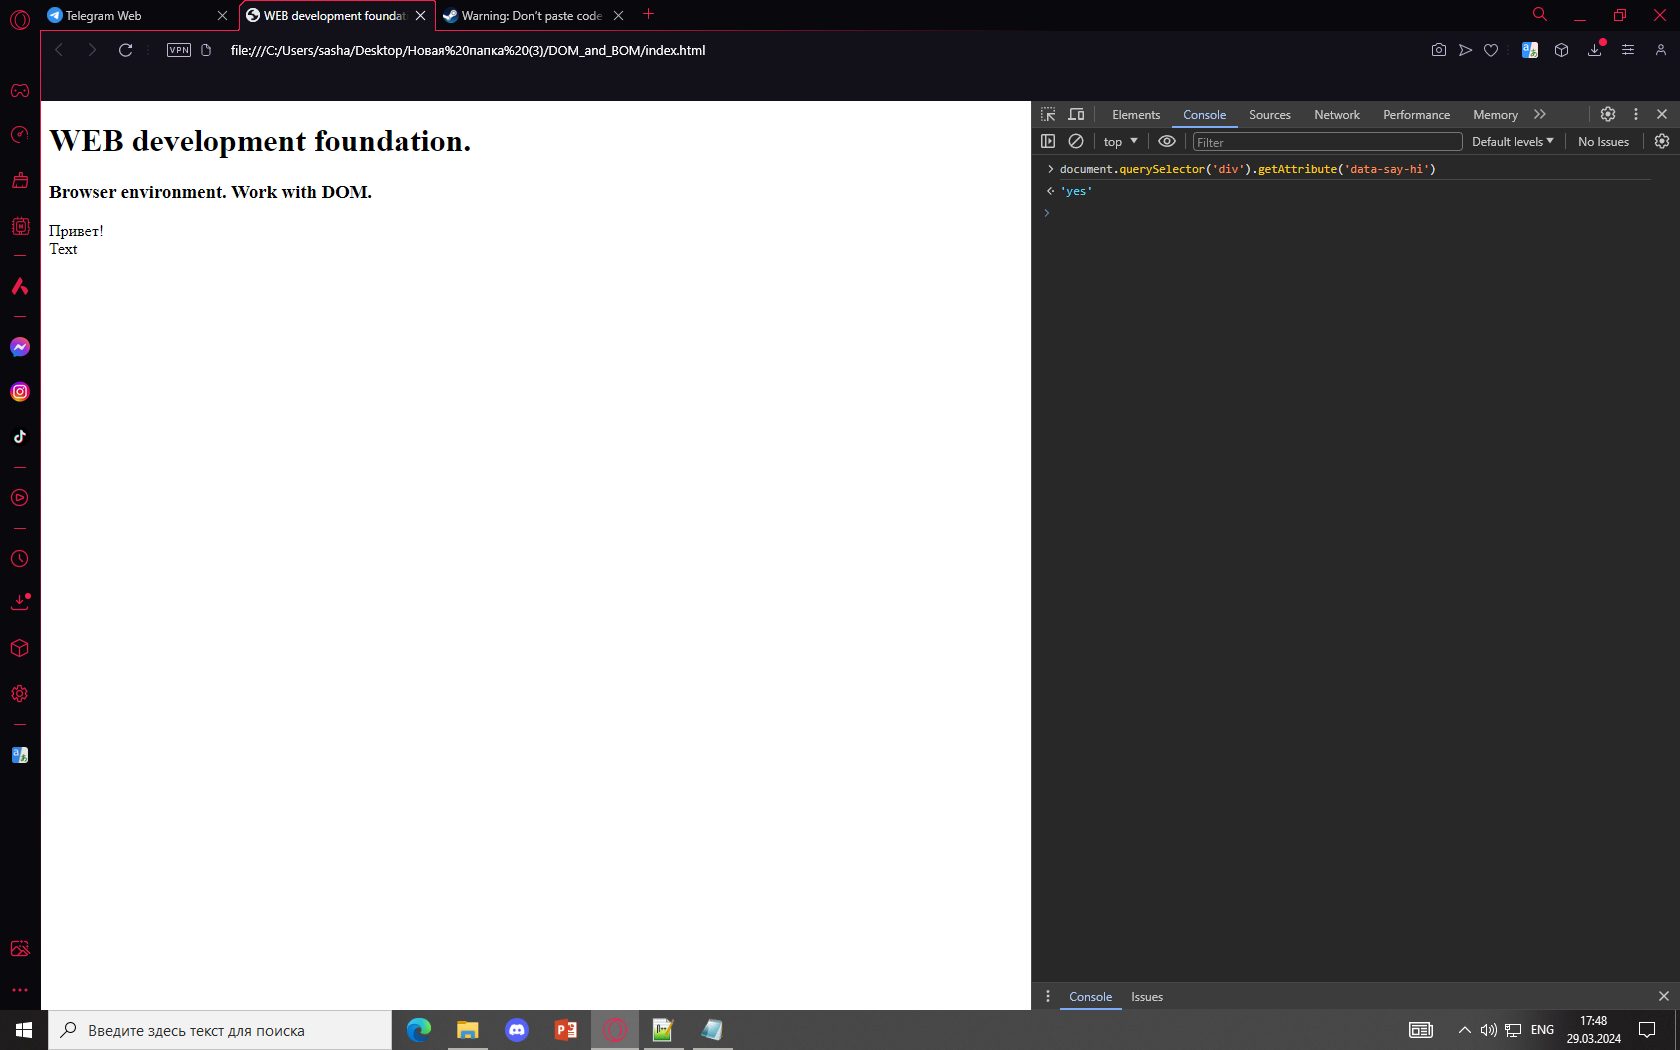 Telegram Web
WEB development foundat
Warning: Don't paste code
VPN
file:///C:/Users/sasha/Desktop/Новая%20папка%20(3)/DOM_and_BOM/index.html
WEB development foundation.
Browser environment. Work with DOM.
Привет!
Text
Elements Console Sources Network Performance Memory
top
Filter
Default levels
No Issues
document.querySelector('div').getAttribute('data-say-hi')
'yes'
Console Issues
Введите здесь текст для поиска
ENG
17:48
29.03.2024